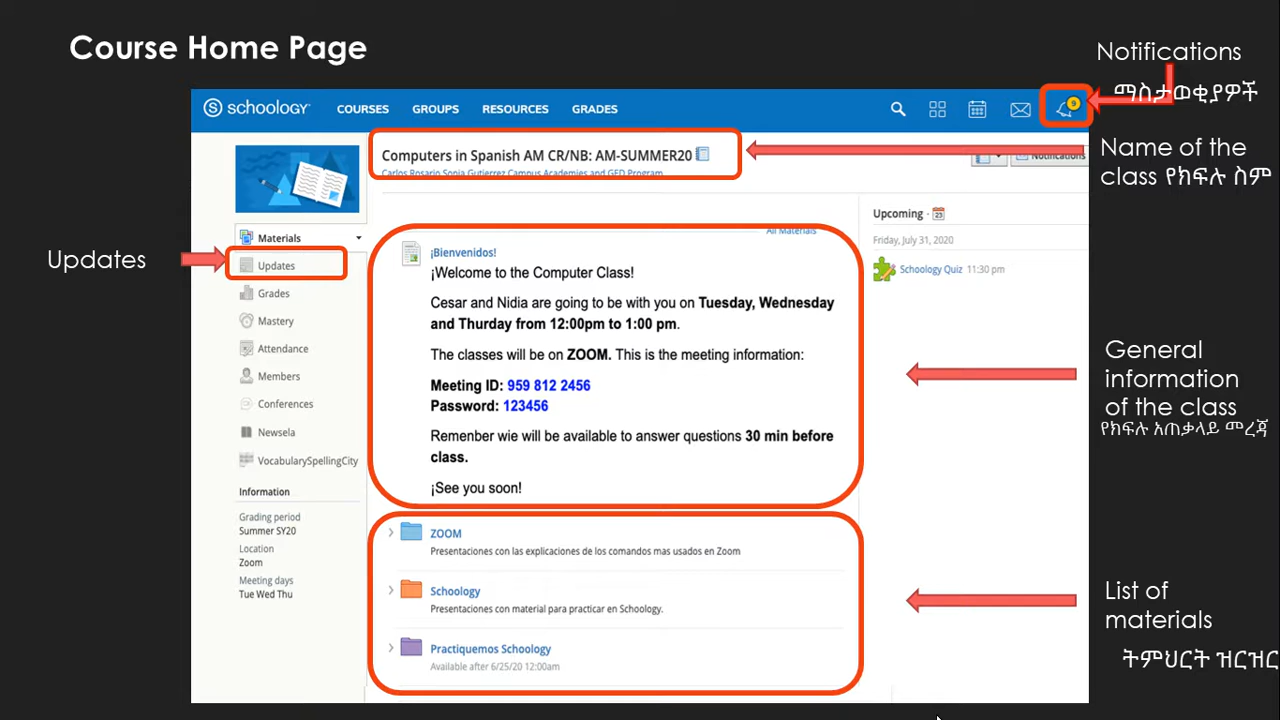 Course Home Page
Notifications
ማስታወቂያዎች
schoology
COURSES GROUPS RESOURCES GRADES
9
Computers in Spanish AM CR/NB: AM-SUMMER20
Carlos Rosario Sonia Gutierrez Campus Academies and GED Program
Notifications
Name of the
class የክፍሉ ስም
Updates
Materials
Updates
Grades
Mastery
Attendance
Members
Conferences
Newsela
VocabularySpellingCity
Information
Grading period
Summer SY20
Location
Zoom
Meeting days
Tue Wed Thu
All Materials
¡Bienvenidos!
¡Welcome to the Computer Class!
Cesar and Nidia are going to be with you on Tuesday, Wednesday
and Thurday from 12:00pm to 1:00 pm.
The classes will be on ZOOM. This is the meeting information:
Meeting ID: 959 812 2456
Password: 123456
Remenber wie will be available to answer questions 30 min before
class.
¡See you soon!
ZOOM
Presentaciones con las explicaciones de los comandos mas usados en Zoom
Schoology
Presentaciones con material para practicar en Schoology.
Practiquemos Schoology
Available after 6/25/20 12:00am
Upcoming · 23
Friday, July 31, 2020
Schoology Quiz 11:30 pm
General
information
of the class
የክፍሉ አጠቃላይ መረጃ
List of
materials
ትምህርት ዝርዝር